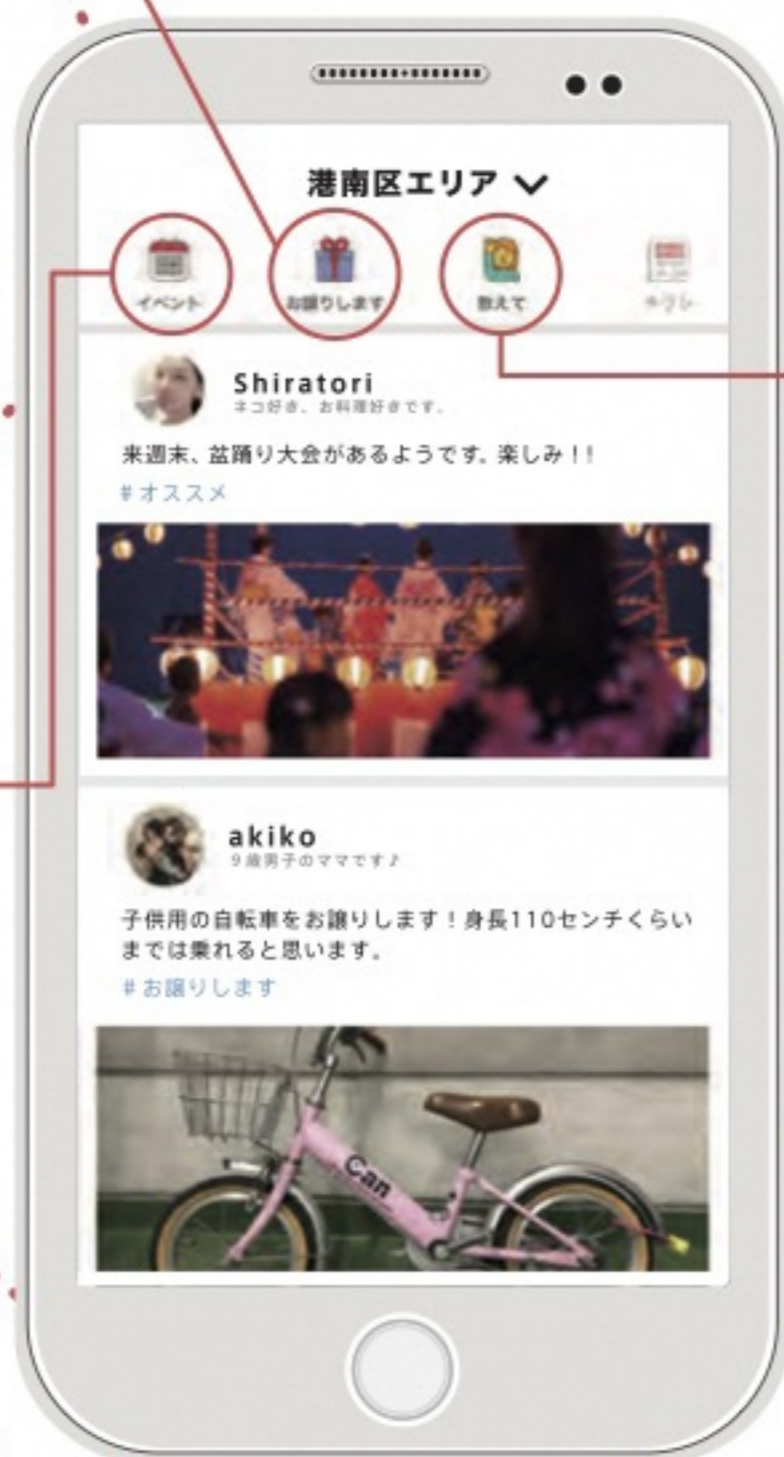 港南区エリア
イベント
お譲りします
教えて
チラシ
Shiratori
ネコ好き、お料理好きです。
来週末、盆踊り大会があるようです。楽しみ!!
#オススメ
akiko
9歳男子のママです♪
子供用の自転車をお譲りします!身長110センチくらい
までは乗れると思います。
#お譲りします
Can